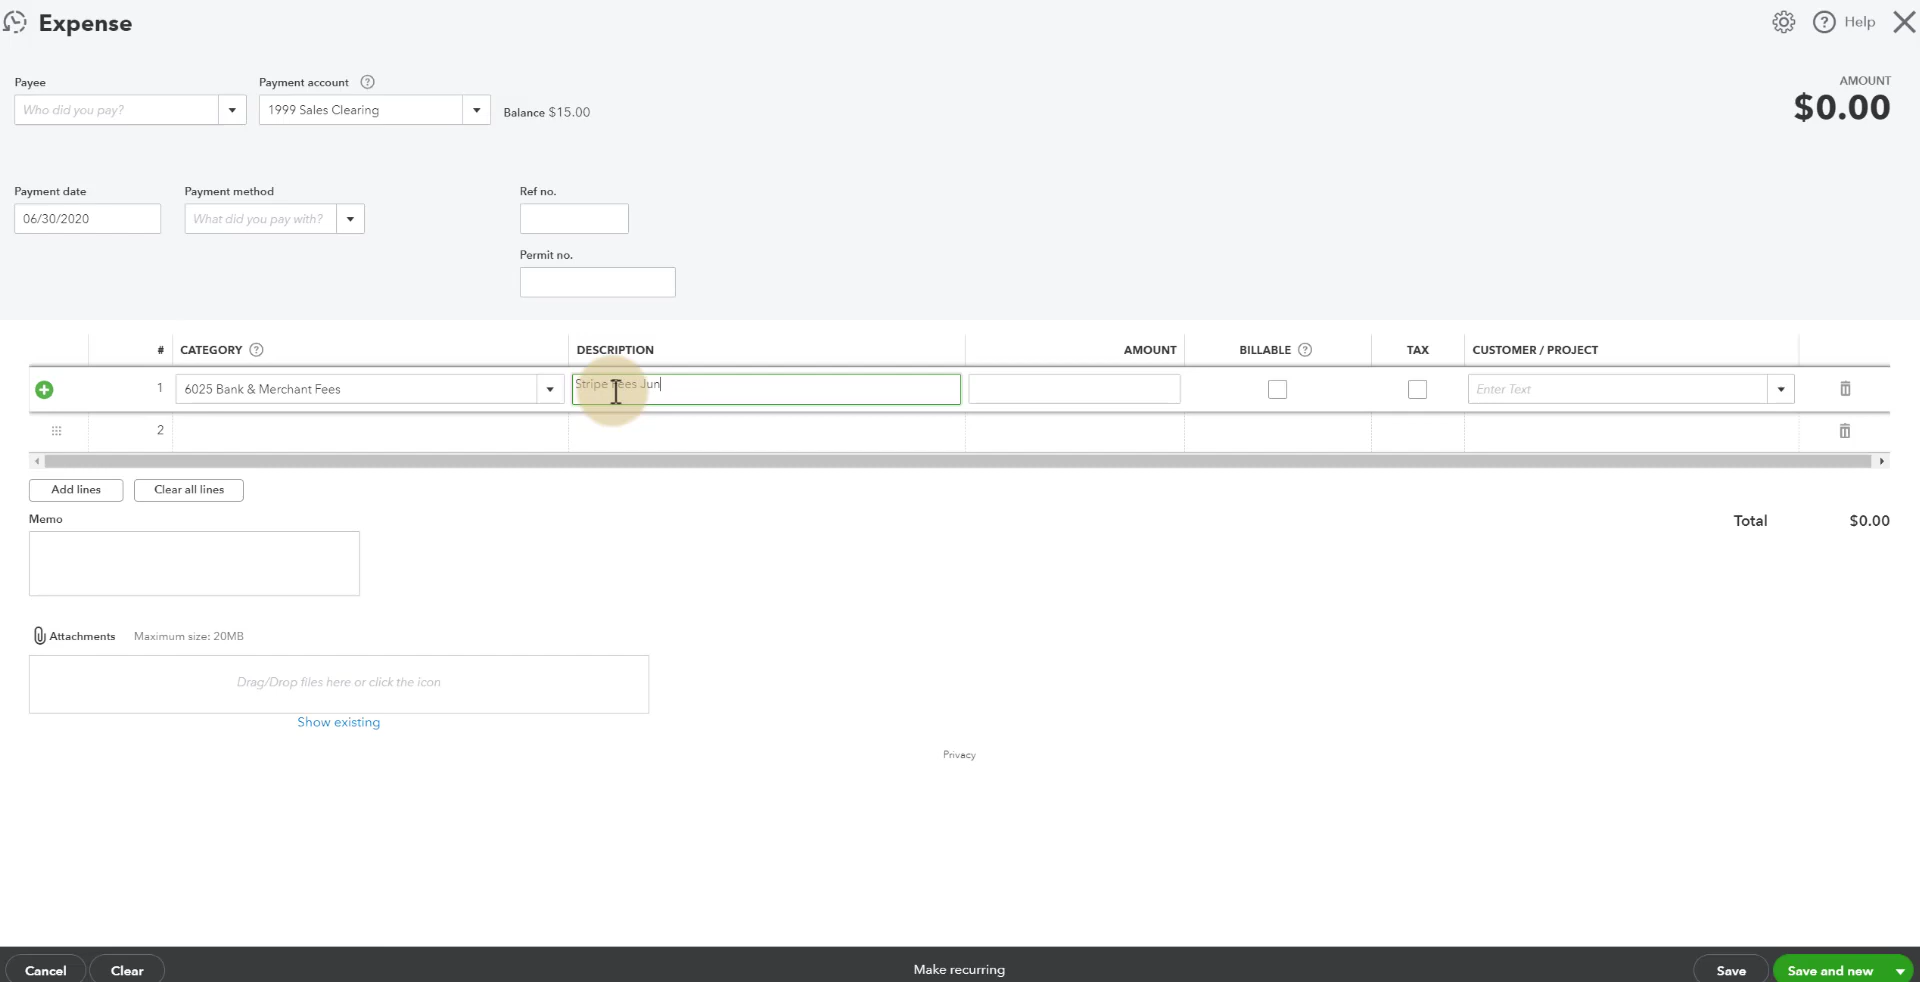 Expense
Help
Payee
Payment account
AMOUNT
Who did you pay?
1999 Sales Clearing
Balance $15.00
$0.00
Payment date
Payment method
Ref no.
06/30/2020
What did you pay with?
Permit no.
# CATEGORY DESCRIPTION AMOUNT BILLABLE TAX CUSTOMER / PROJECT
1 6025 Bank & Merchant Fees Stripe Fees Jun Enter Text
2
Add lines Clear all lines
Memo
Total $0.00
Attachments Maximum size: 20MB
Drag/Drop files here or click the icon
Show existing
Privacy
Cancel Clear Make recurring Save Save and new